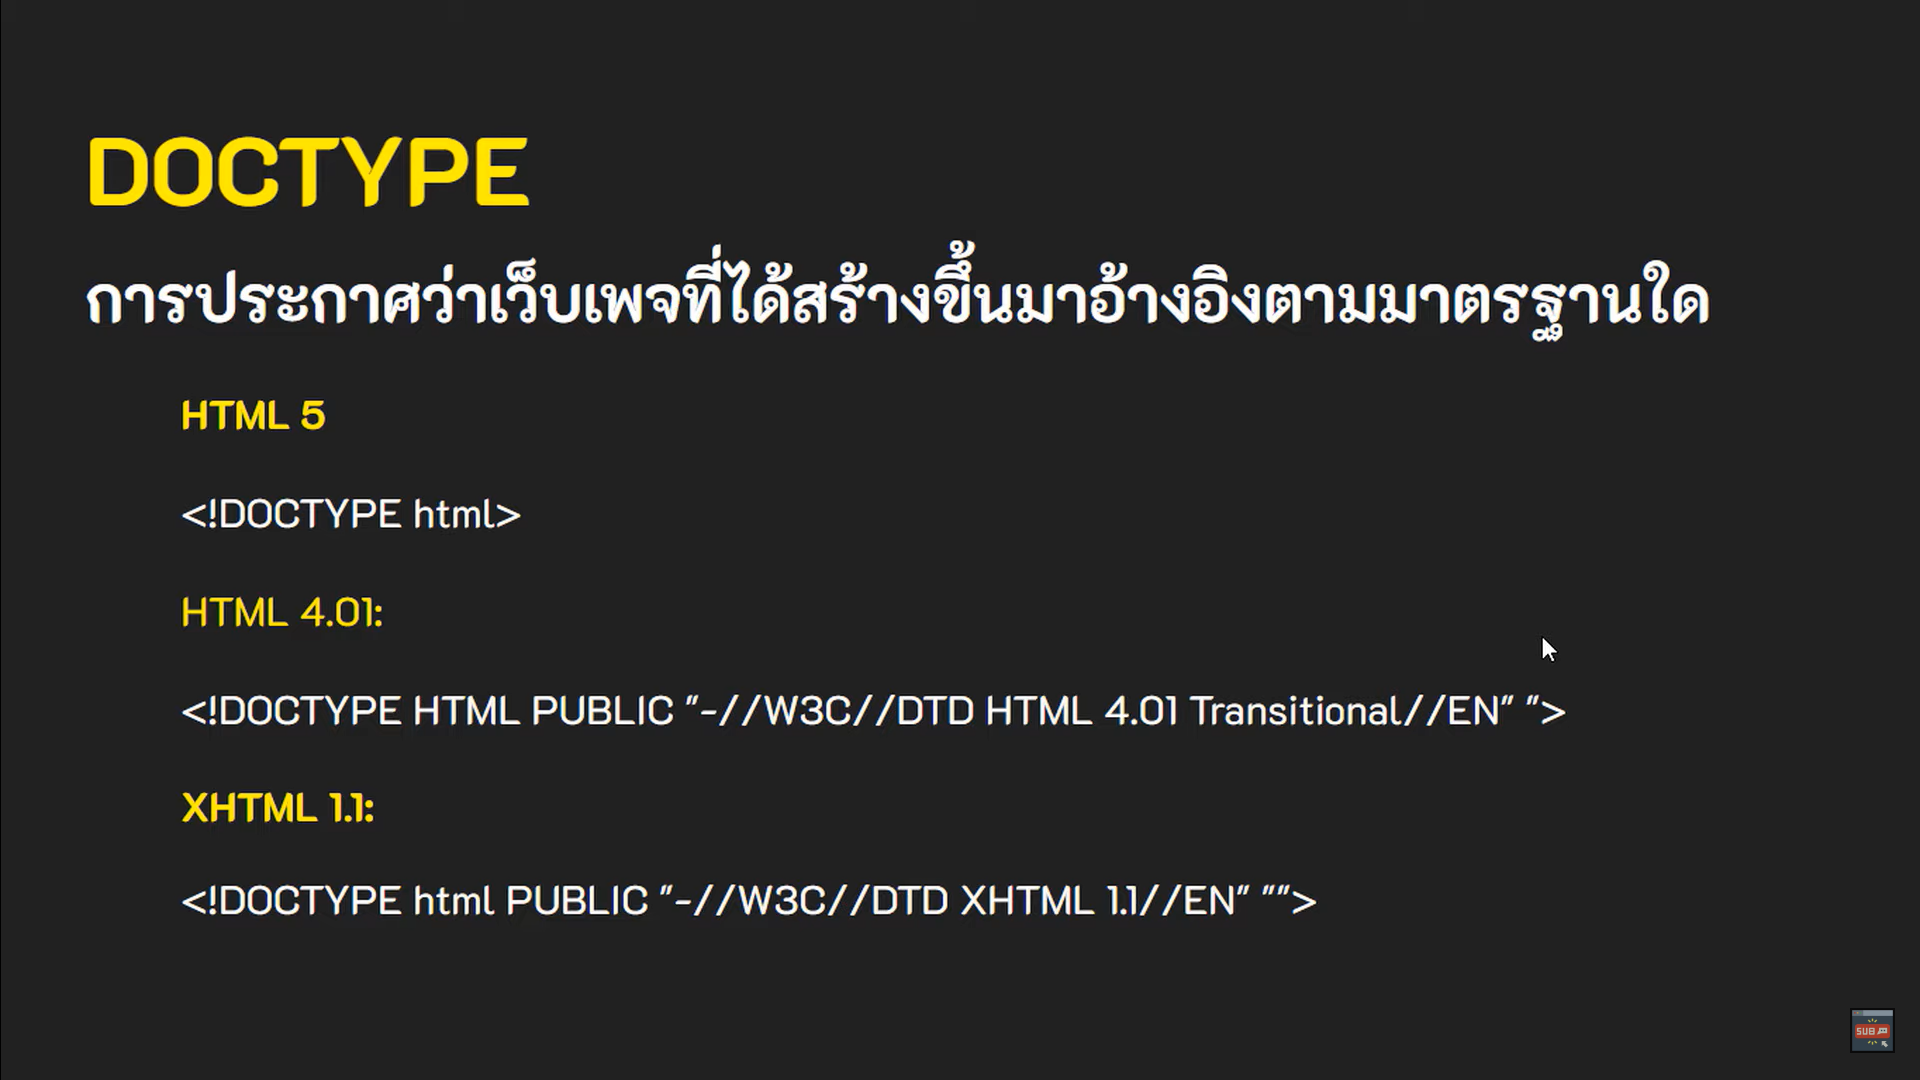 DOCTYPE
การประกาศว่าเว็บเพจที่ได้สร้างขึ้นมาอ้างอิงตามมาตรฐานใด
HTML 5
<!DOCTYPE html>
HTML 4.01:
<!DOCTYPE HTML PUBLIC "-//W3C//DTD HTML 4.01 Transitional//EN" ">
XHTML 1.1:
<!DOCTYPE html PUBLIC "-//W3C//DTD XHTML 1.1//EN" "">
SUB